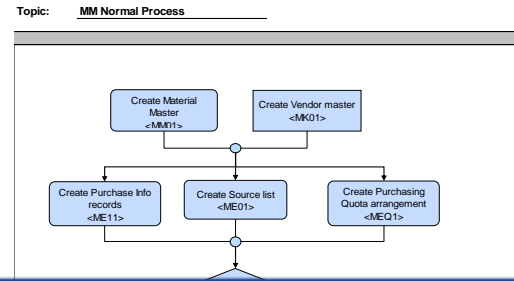 Topic: MM Normal Process
Create Material
Master
<MM01>
Create Vendor master
<MK01>
Create Purchase Info
records
<ME11>
Create Source list
<ME01>
Create Purchasing
Quota arrangement
<MEQ1>